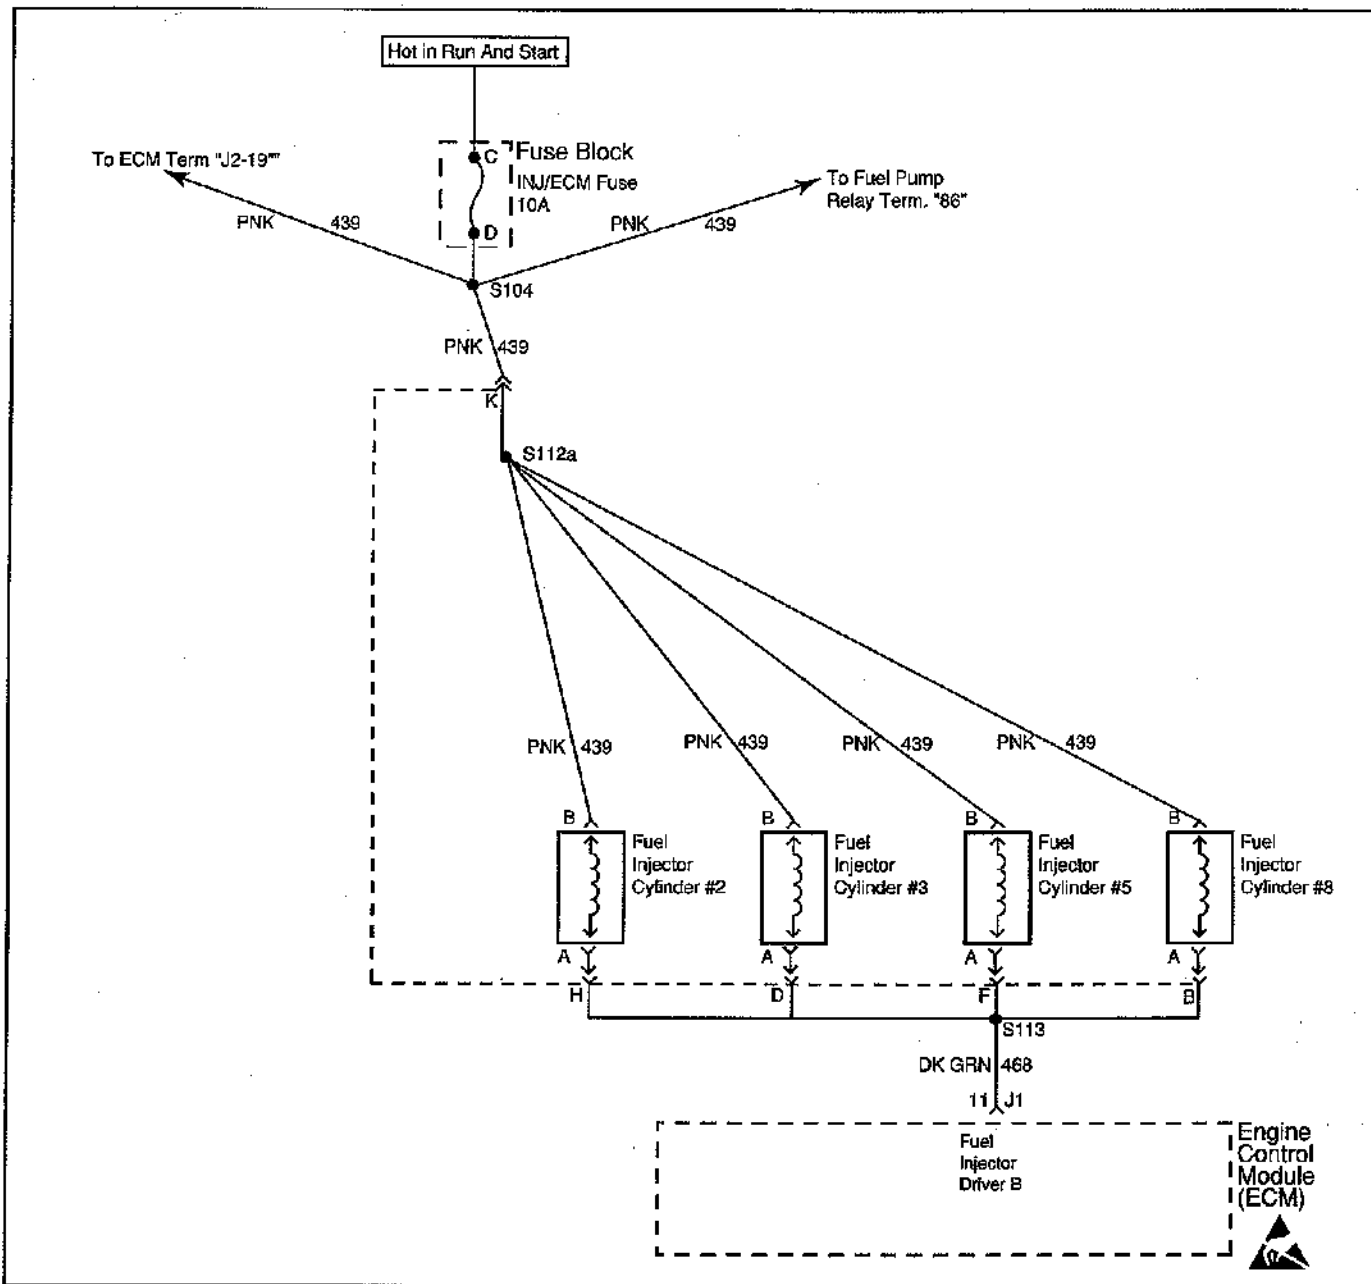 Hot in Run And Start
To ECM Term "J2-19""
C
Fuse Block
INJ/ECM Fuse
10A
D
To Fuel Pump
Relay Term. "86"
PNK 439
PNK 439
S104
PNK 439
K
S112a
PNK 439
PNK 439
PNK 439
PNK 439
B
Fuel
Injector
Cylinder #2
A
H
B
Fuel
Injector
Cylinder #3
A
D
B
Fuel
Injector
Cylinder #5
A
F
B
Fuel
Injector
Cylinder #8
A
B
S113
DK GRN 468
11 J1
Fuel
Injector
Driver B
Engine
Control
Module
(ECM)